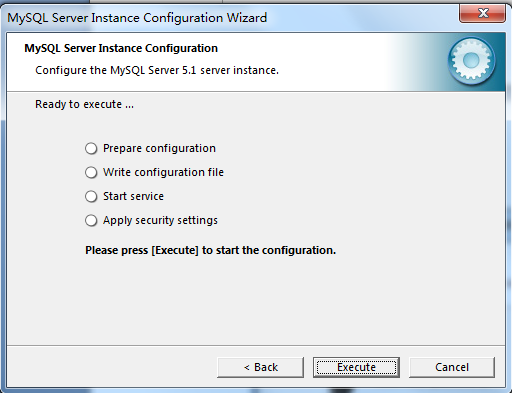 MySQL Server Instance Configuration Wizard
MySQL Server Instance Configuration
Configure the MySQL Server 5.1 server instance.
Ready to execute ...
Prepare configuration
Write configuration file
Start service
Apply security settings
Please press [Execute] to start the configuration.
< Back
Execute
Cancel